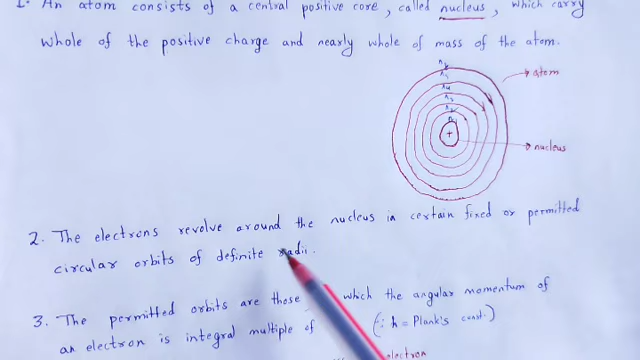 1. An atom consists of a central positive core, called nucleus, which carry
whole of the positive charge and nearly whole of mass of the atom.
atom
+
nucleus
2. The electrons revolve around the nucleus in certain fixed or permitted
circular orbits of definite radii.
3. The permitted orbits are those which the angular momentum of
an electron is integral multiple of (∵ h = Plank's const.)
electron